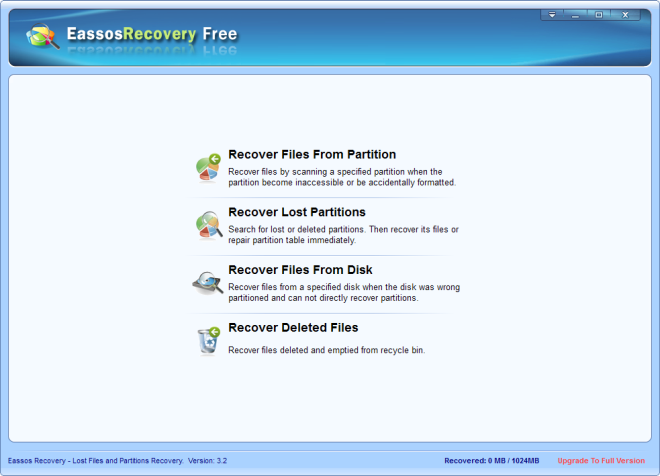 EassosRecovery Free
Recover Files From Partition
Recover files by scanning a specified partition when the
partition become inaccessible or be accidentally formatted.
Recover Lost Partitions
Search for lost or deleted partitions. Then recover its files or
repair partition table immediately.
Recover Files From Disk
Recover files from a specified disk when the disk was wrong
partitioned and can not directly recover partitions.
Recover Deleted Files
Recover files deleted and emptied from recycle bin.
Eassos Recovery - Lost Files and Partitions Recovery. Version: 3.2
Recovered: 0 MB / 1024MB
Upgrade To Full Version